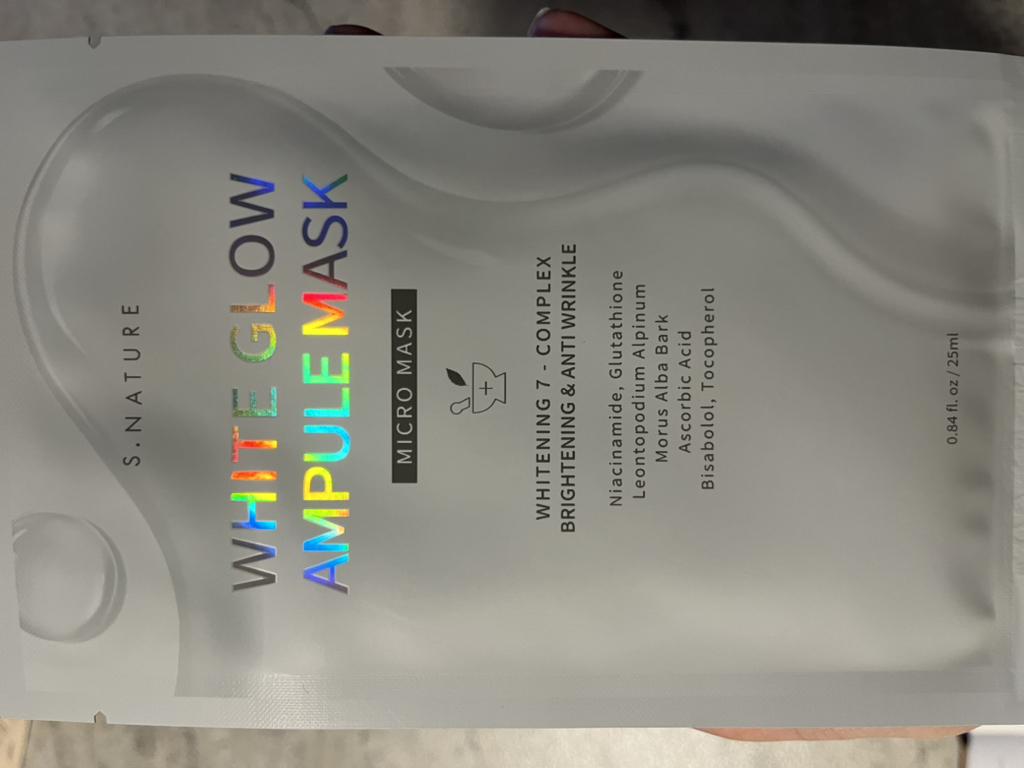 S.NATURE
WHITE GLOW
AMPULE MASK
MICRO MASK
WHITENING 7 - COMPLEX
BRIGHTENING & ANTI WRINKLE
Niacinamide, Glutathione
Leontopodium Alpinum
Morus Alba Bark
Ascorbic Acid
Bisabolol, Tocopherol
0.84 fl. oz / 25ml